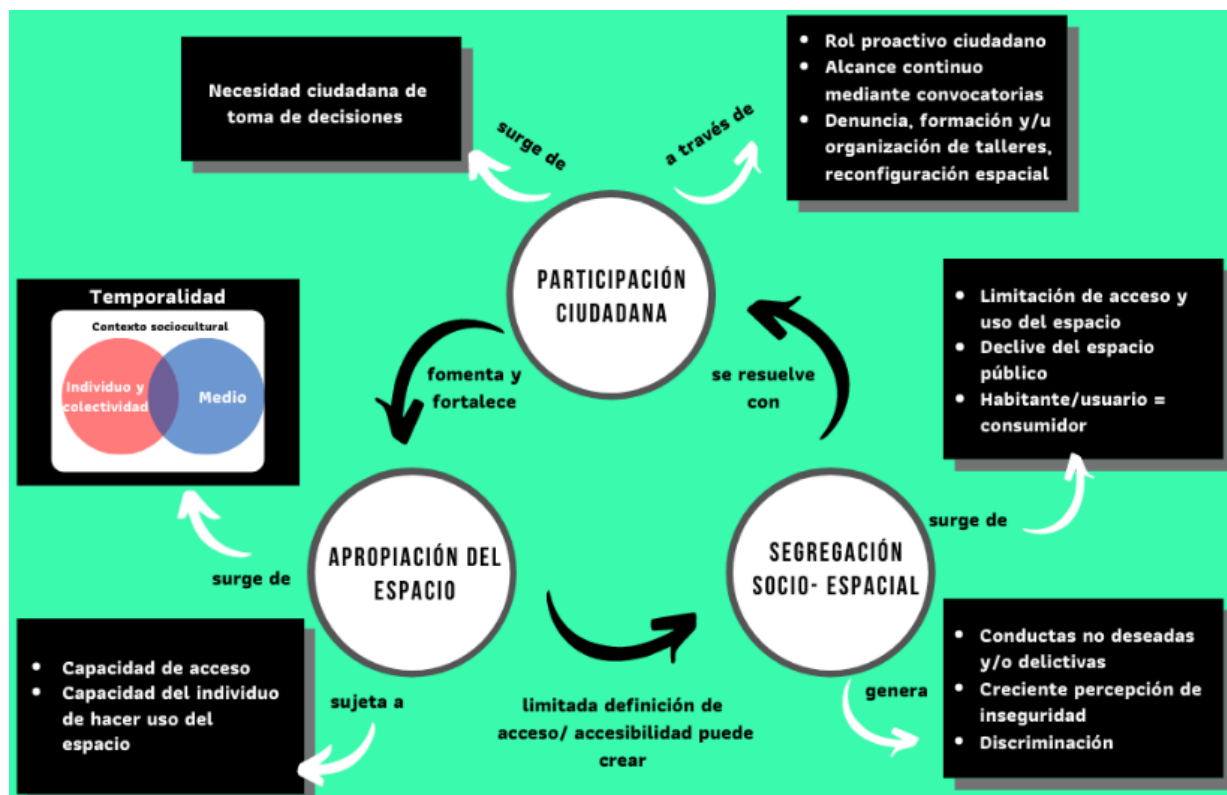 Necesidad ciudadana de
toma de decisiones
surge de
a través de
• Rol proactivo ciudadano
• Alcance continuo
mediante convocatorias
• Denuncia, formación y/u
organización de talleres,
reconfiguración espacial
PARTICIPACIÓN
CIUDADANA
Temporalidad
Contexto sociocultural
Individuo y
colectividad
Medio
fomenta y
fortalece
se resuelve
con
• Limitación de acceso y
uso del espacio
• Declive del espacio
público
• Habitante/usuario =
consumidor
surge de
APROPIACIÓN DEL
ESPACIO
SEGREGACIÓN
SOCIO- ESPACIAL
surge de
• Capacidad de acceso
• Capacidad del individuo
de hacer uso del
espacio
sujeta a
limitada definición de
acceso/ accesibilidad puede
crear
genera
• Conductas no deseadas
y/o delictivas
• Creciente percepción de
inseguridad
• Discriminación